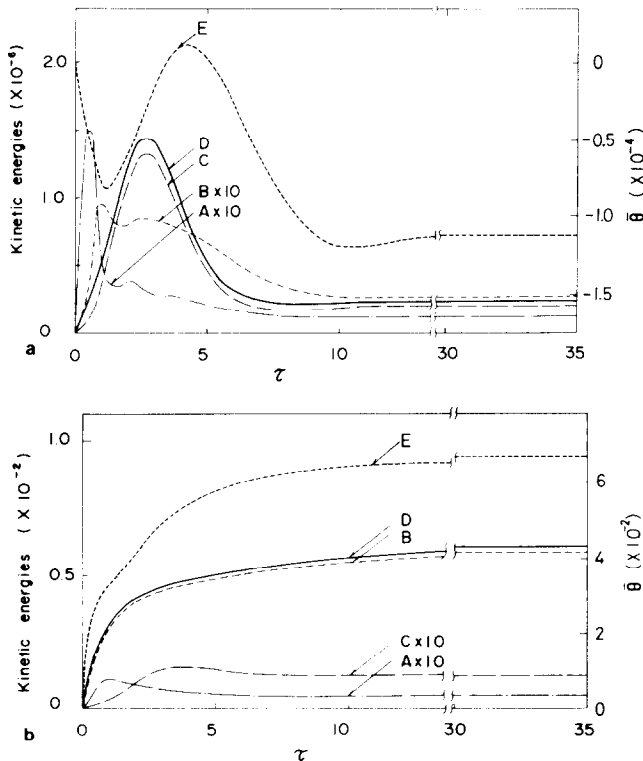 Kinetic energies (×10⁻⁶)
2.0
1.0
0
E
D
C
B×10
A×10
0
-0.5
-1.0
-1.5
θ̄ (×10⁻⁴)
0
5
10
30
35
τ
a
Kinetic energies (×10⁻²)
1.0
0.5
0
E
D
B
C×10
A×10
6
4
2
0
θ̄ (×10⁻²)
0
5
10
30
35
τ
b